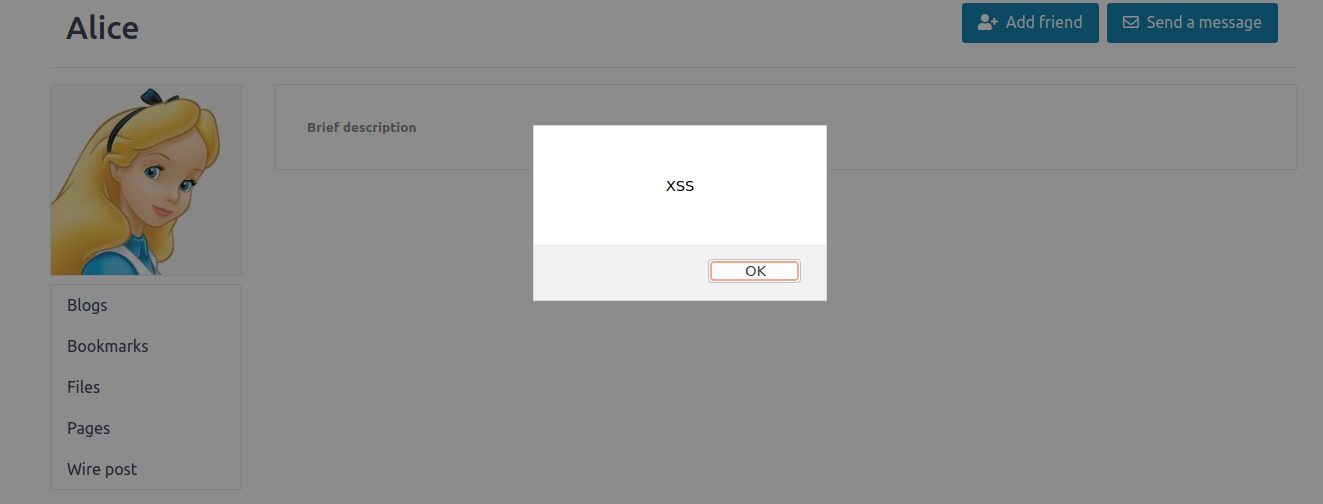 Alice
Add friend
Send a message
Brief description
XSS
OK
Blogs
Bookmarks
Files
Pages
Wire post